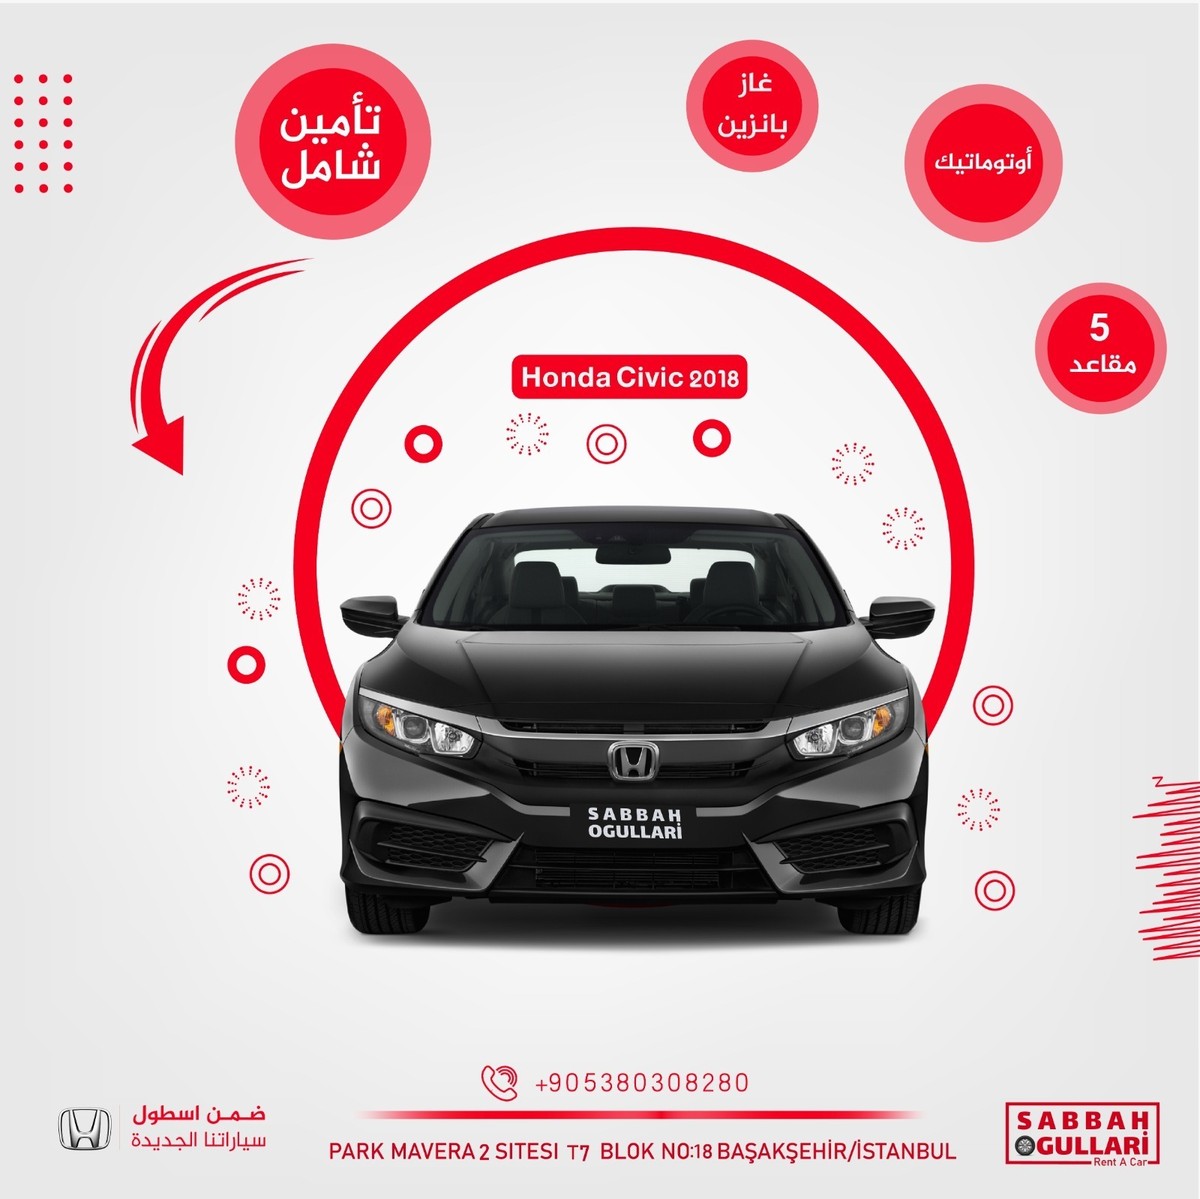 تأمين
شامل
غاز
بانزين
أوتوماتيك
5
مقاعد
Honda Civic 2018
SABBAH
OGULLARİ
+905380308280
ضمن اسطول
سياراتنا الجديدة
PARK MAVERA 2 SITESI T7 BLOK NO:18 BAŞAKŞEHİR/İSTANBUL
SABBAH
OGULLARİ
Rent A Car